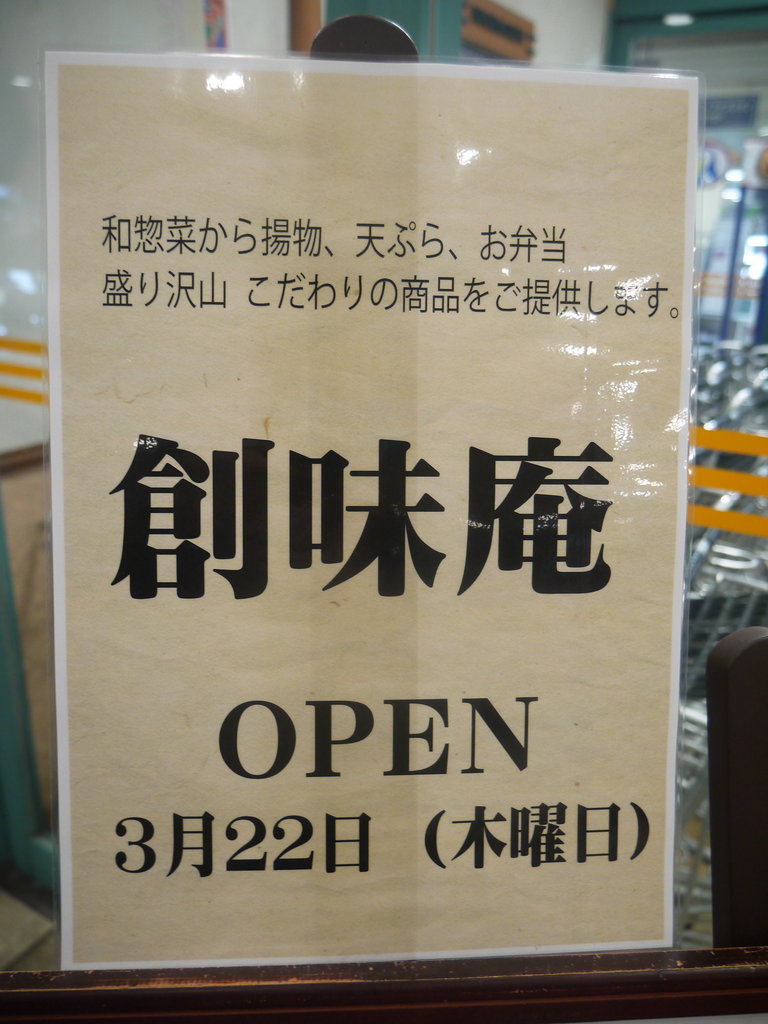 和惣菜から揚物、天ぷら、お弁当
盛り沢山 こだわりの商品をご提供します。
創味庵
OPEN
3月22日 (木曜日)